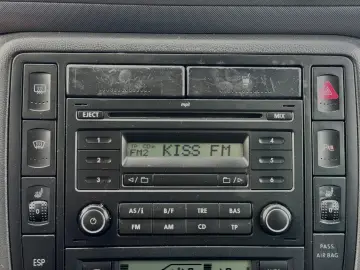 mp3
EJECT
MIX
TP CD
FM2
KISS FM
1
4
2
5
3
6
AS/i
B/F
TRE
BAS
FM
AM
CD
TP
ESP
PASS.
AIR BAG